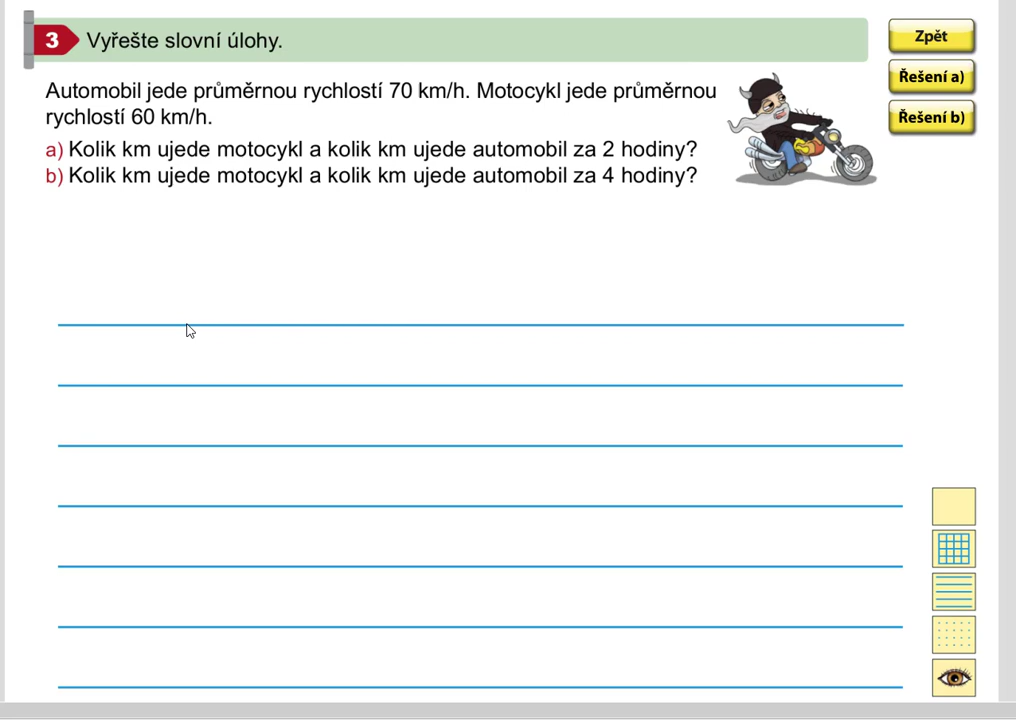 3 Vyřešte slovní úlohy.
Zpět
Řešení a)
Řešení b)
Automobil jede průměrnou rychlostí 70 km/h. Motocykl jede průměrnou
rychlostí 60 km/h.
a) Kolik km ujede motocykl a kolik km ujede automobil za 2 hodiny?
b) Kolik km ujede motocykl a kolik km ujede automobil za 4 hodiny?